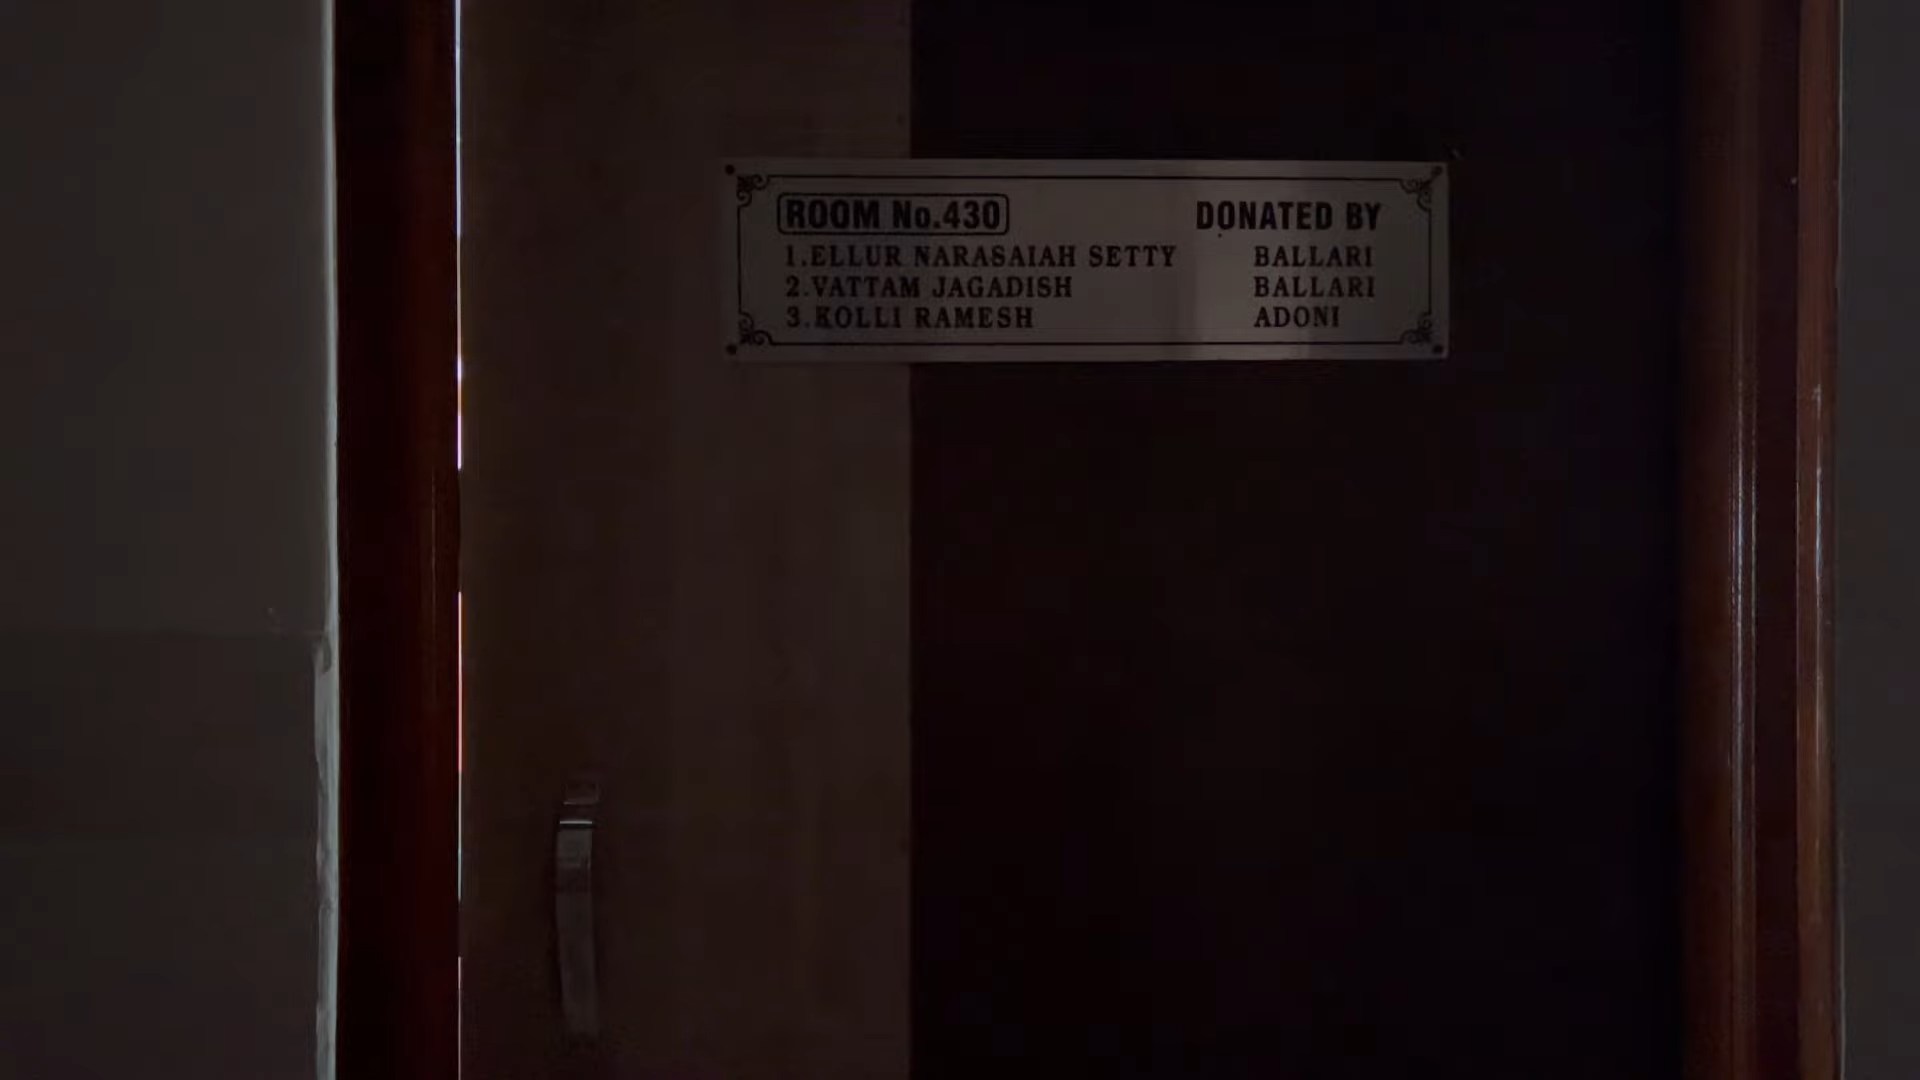 ROOM No.430 DONATED BY
1.ELLUR NARASAIAH SETTY BALLARI
2.VATTAM JAGADISH BALLARI
3.KOLLI RAMESH ADONI